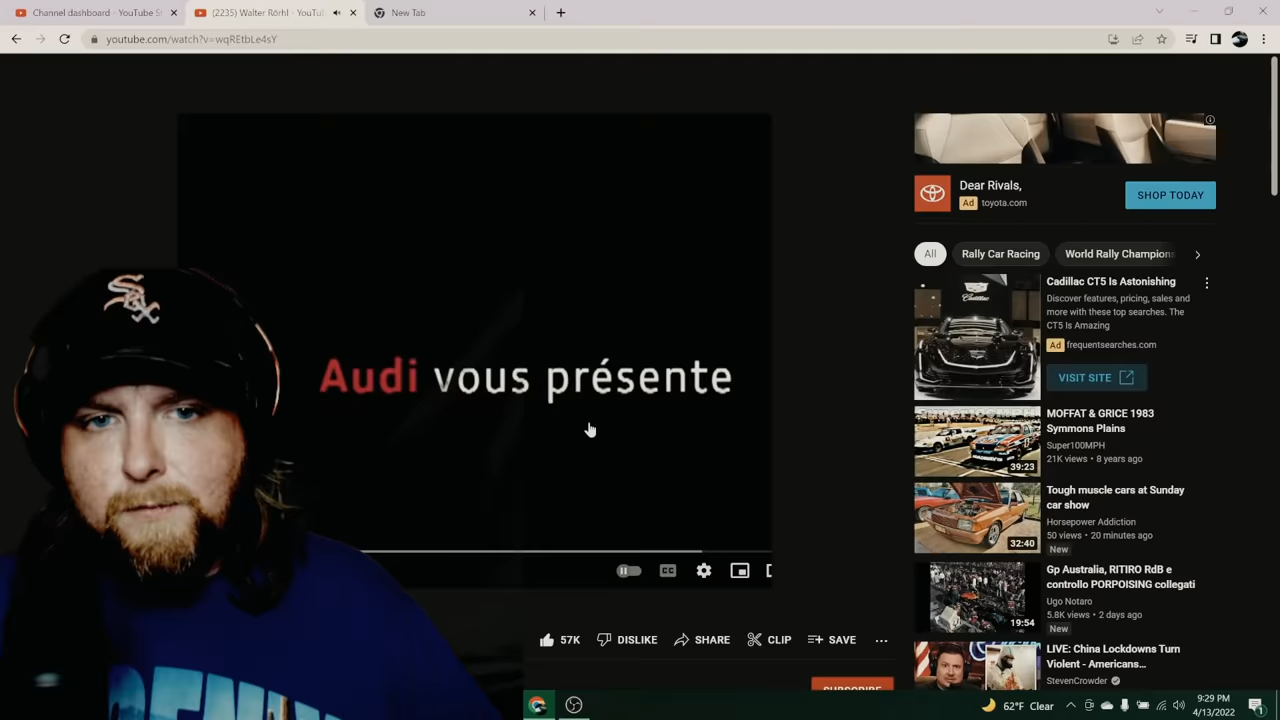 Channel dashboard - YouTube St
(2235) Walter Röhrl - YouTu
New Tab
youtube.com/watch?v=wqREtbLe4sY
Audi vous présente
CC
57K
DISLIKE
SHARE
CLIP
SAVE
SUBSCRIBE
Dear Rivals,
Ad toyota.com
SHOP TODAY
All
Rally Car Racing
World Rally Champions
Cadillac CT5 Is Astonishing
Discover features, pricing, sales and
more with these top searches. The
CT5 Is Amazing
Ad frequentsearches.com
VISIT SITE
Cadillac
MOFFAT & GRICE 1983
Symmons Plains
Super100MPH
21K views • 8 years ago
39:23
Tough muscle cars at Sunday
car show
Horsepower Addiction
50 views • 20 minutes ago
New
32:40
Gp Australia, RITIRO RdB e
controllo PORPOISING collegati
Ugo Notaro
5.8K views • 2 days ago
New
19:54
LIVE: China Lockdowns Turn
Violent - Americans...
StevenCrowder
62°F Clear
9:29 PM
4/13/2022